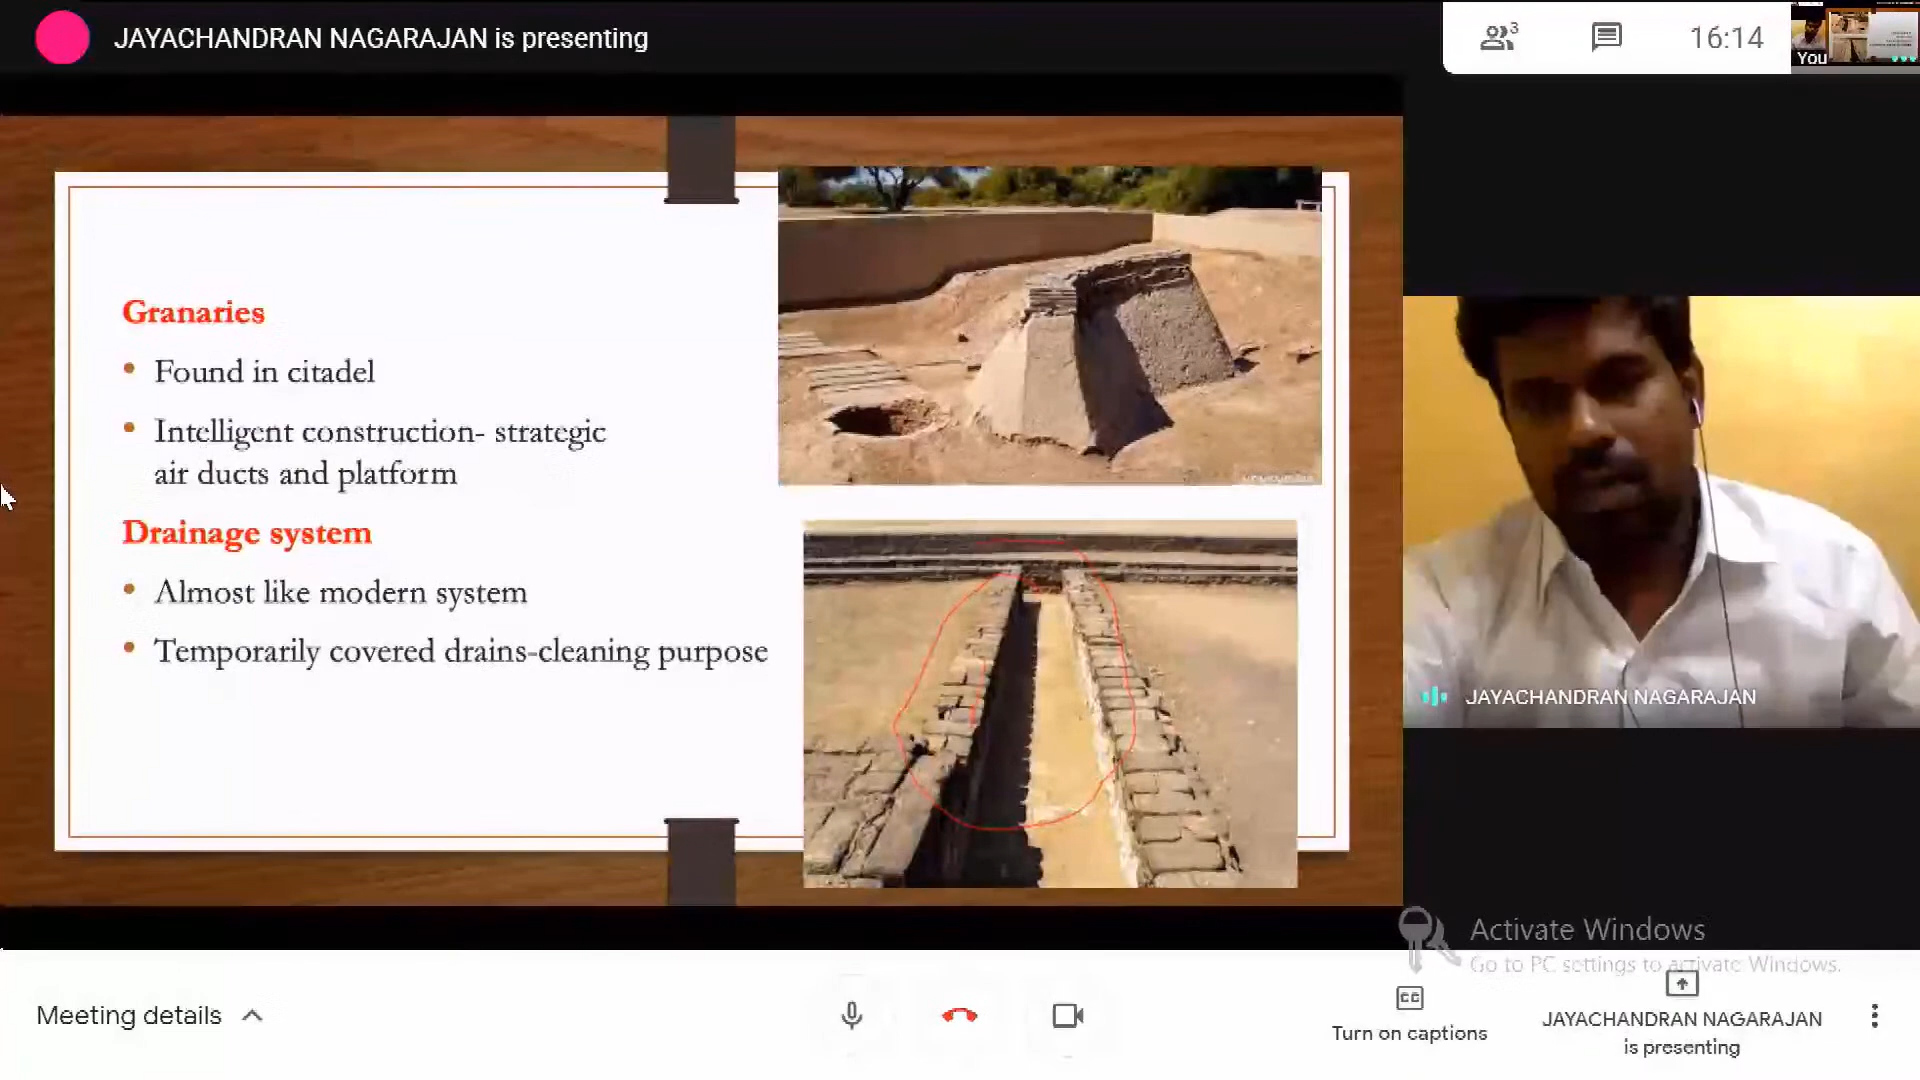 JAYACHANDRAN NAGARAJAN is presenting
3
16:14
You
Granaries
• Found in citadel
• Intelligent construction- strategic
air ducts and platform
Drainage system
• Almost like modern system
• Temporarily covered drains-cleaning purpose
JAYACHANDRAN NAGARAJAN
Activate Windows
Go to PC settings to activate Windows.
Meeting details
CC
Turn on captions
JAYACHANDRAN NAGARAJAN
is presenting